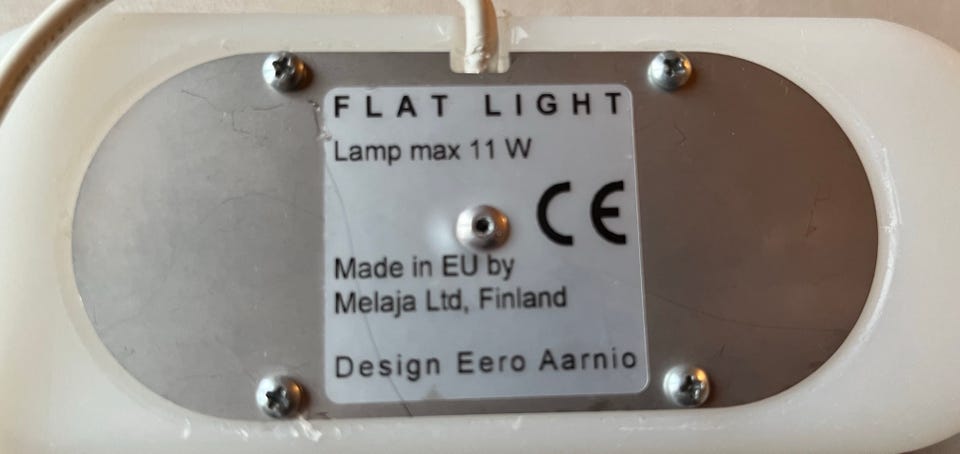 FLAT LIGHT
Lamp max 11 W
CE
Made in EU by
Melaja Ltd, Finland
Design Eero Aarnio